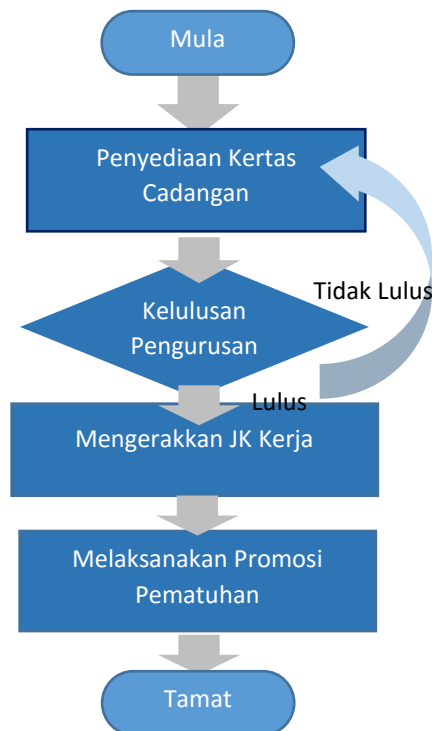 Mula
Penyediaan Kertas
Cadangan
Tidak Lulus
Kelulusan
Pengurusan
Lulus
Mengerakkan JK Kerja
Melaksanakan Promosi
Pematuhan
Tamat